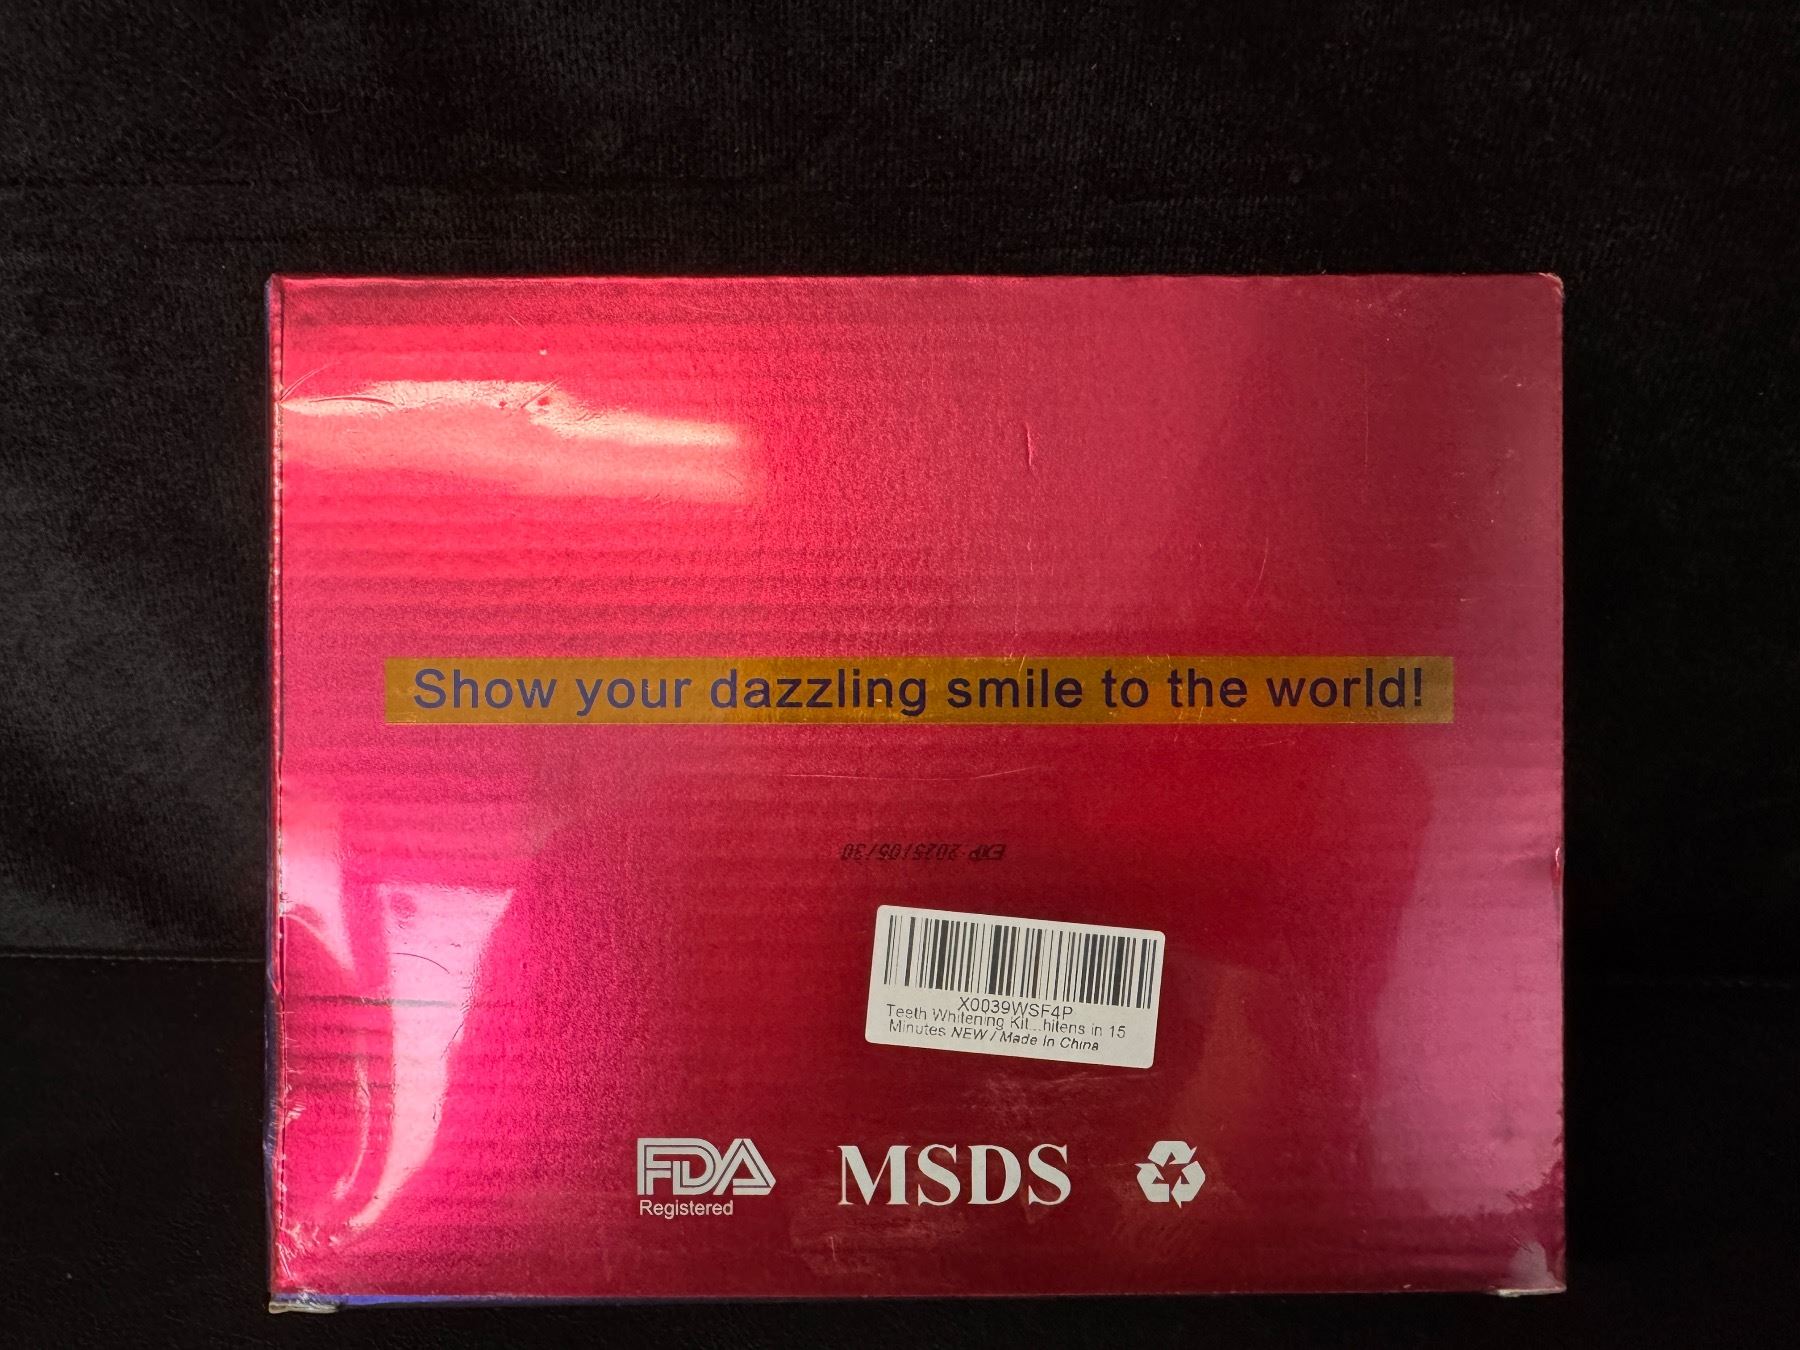 Show your dazzling smile to the world!
EXP 2025/05/30
X0039WSF4P
Teeth Whitening Kit...hitens in 15
Minutes NEW / Made In China
FDA
Registered
MSDS